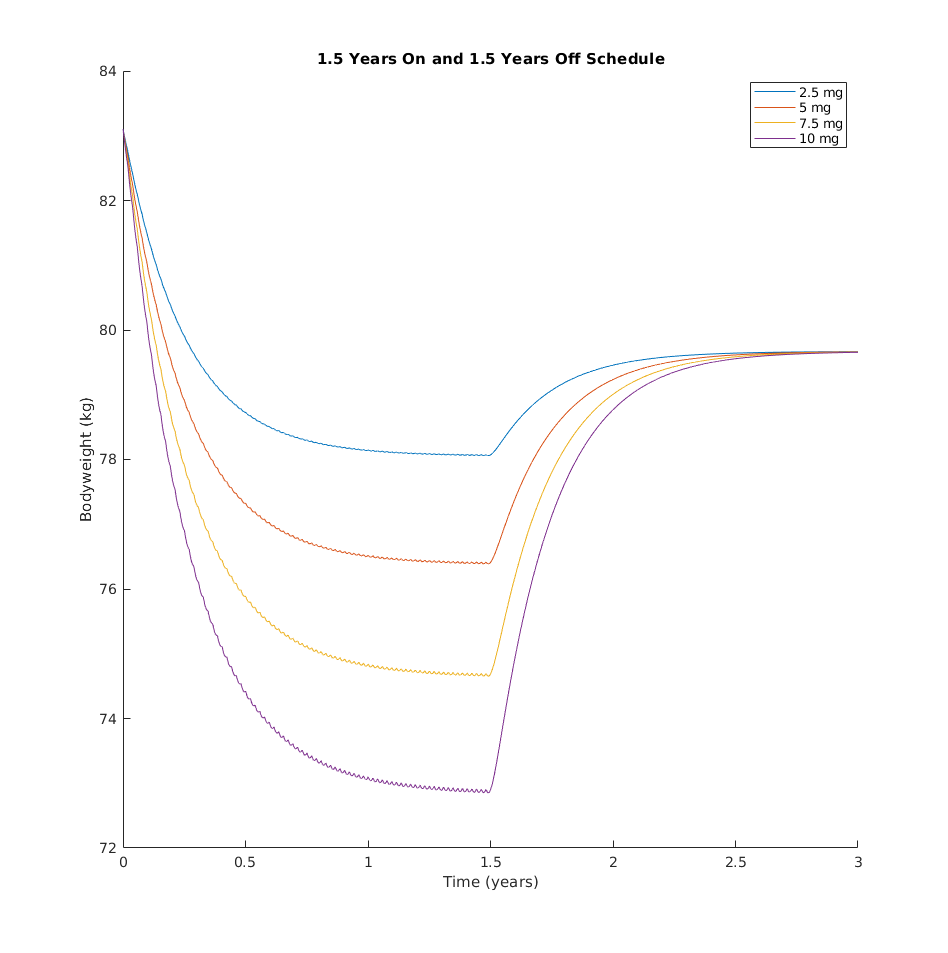 1.5 Years On and 1.5 Years Off Schedule
84
82
80
78
76
74
72
Bodyweight (kg)
2.5 mg
5 mg
7.5 mg
10 mg
0 0.5 1 1.5 2 2.5 3
Time (years)